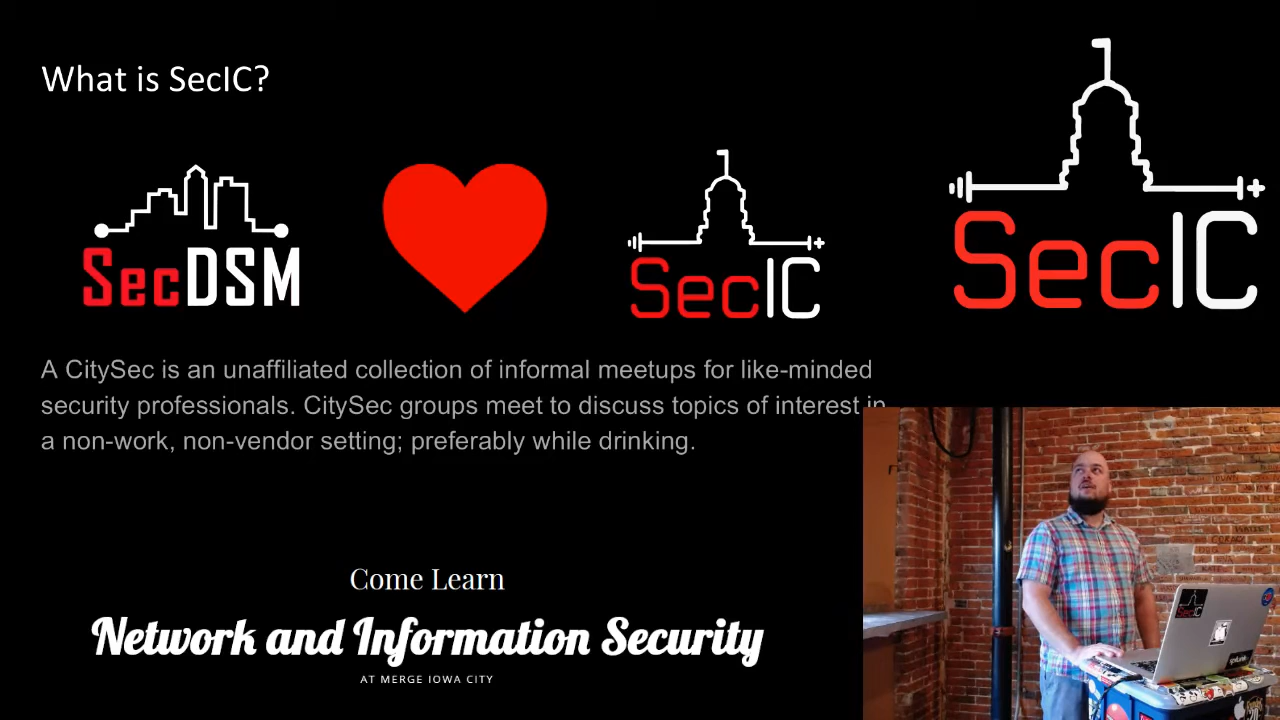 What is SecIC?
SecDSM
SecIC
SecIC
A CitySec is an unaffiliated collection of informal meetups for like-minded
security professionals. CitySec groups meet to discuss topics of interest in
a non-work, non-vendor setting; preferably while drinking.
Come Learn
Network and Information Security
AT MERGE IOWA CITY
SecIC